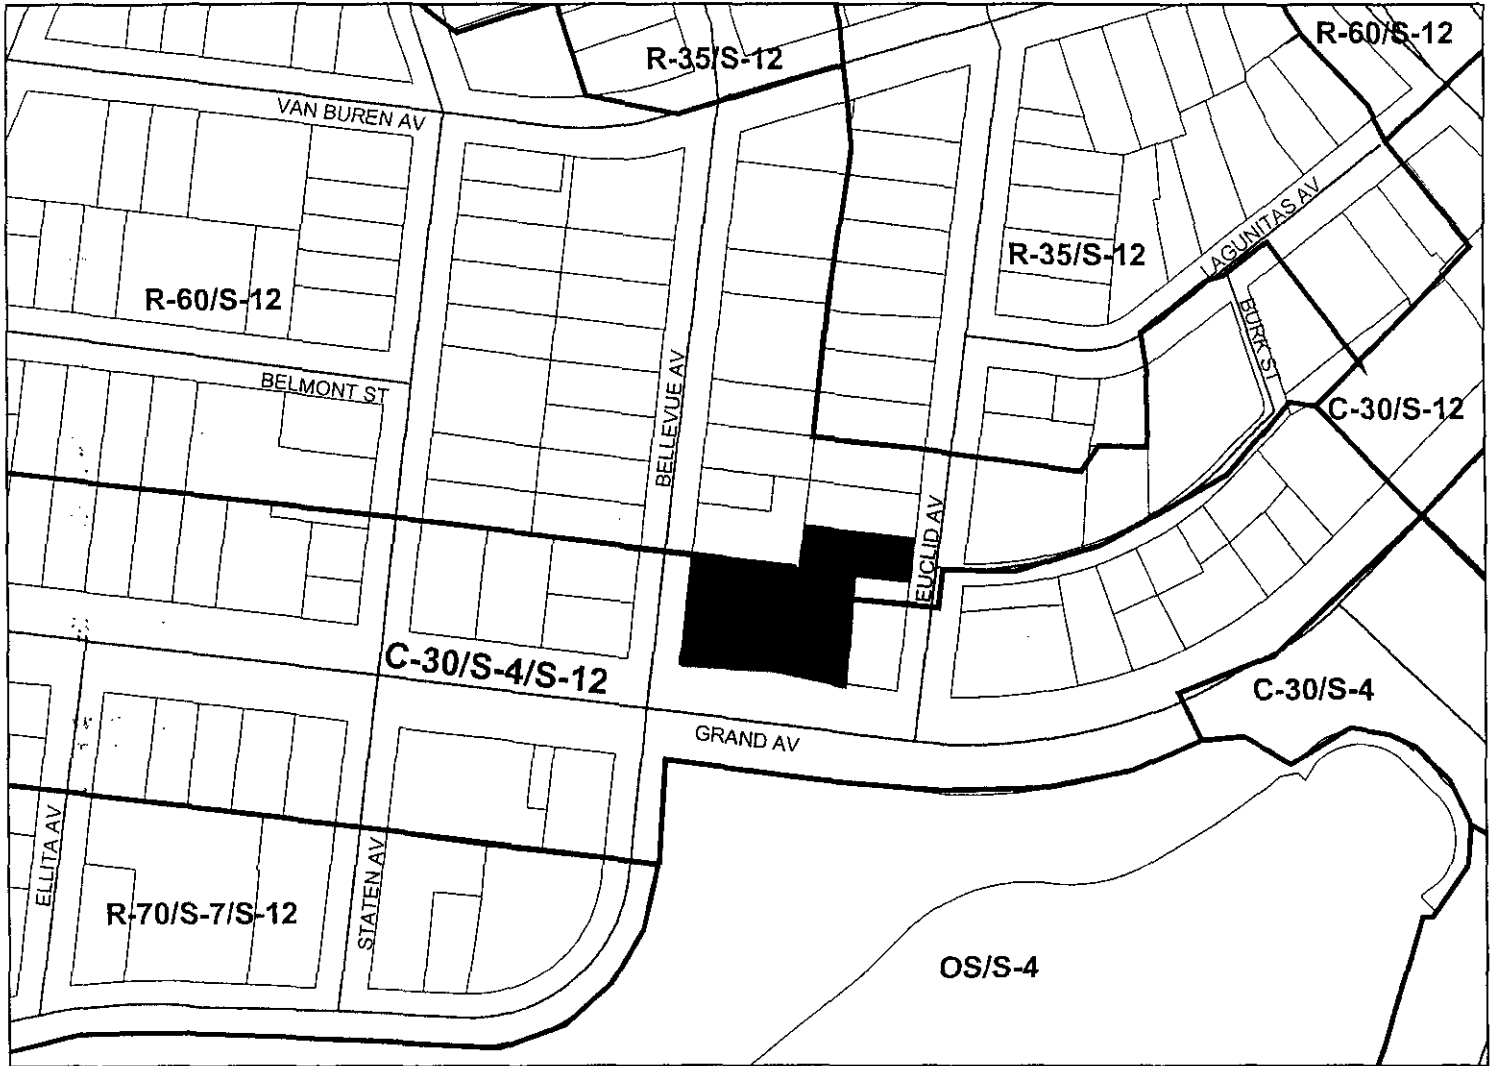 R-60/S-12
R-35/S-12
VAN BUREN AV
LAGUNITAS AV
R-35/S-12
R-60/S-12
BURK ST
BELMONT ST
BELLEVUE AV
C-30/S-12
EUCLID AV
C-30/S-4/S-12
C-30/S-4
GRAND AV
ELLITA AV
STATEN AV
R-70/S-7/S-12
OS/S-4